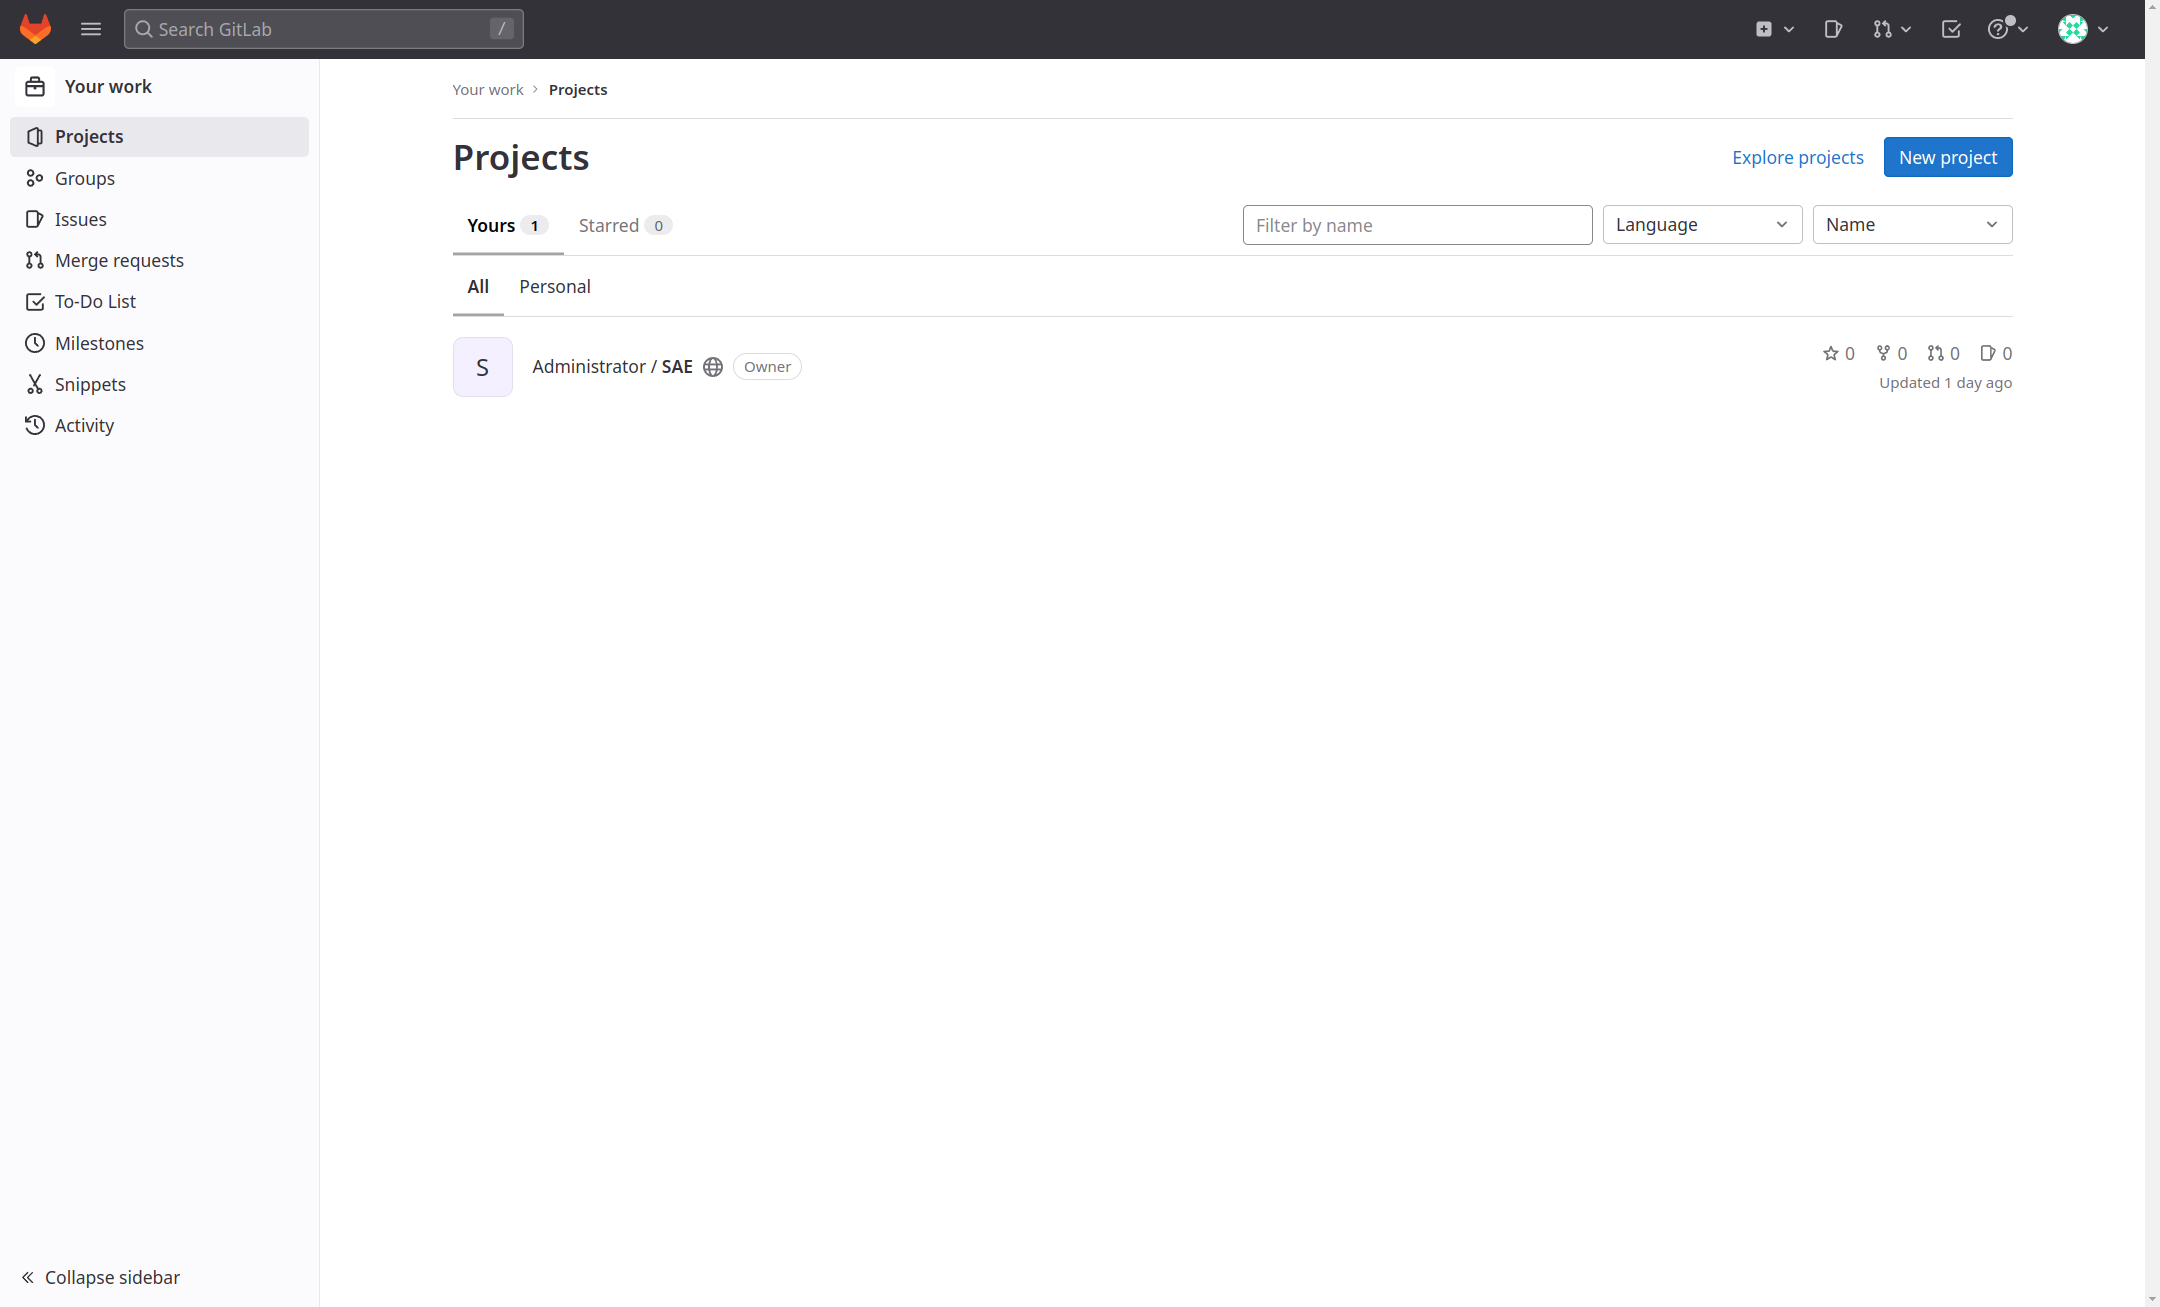 Search GitLab /
Your work
Projects
Groups
Issues
Merge requests
To-Do List
Milestones
Snippets
Activity
Collapse sidebar
Your work › Projects
Projects
Explore projects New project
Yours 1 Starred 0
Filter by name Language Name
All Personal
S Administrator / SAE Owner
0 0 0 0
Updated 1 day ago